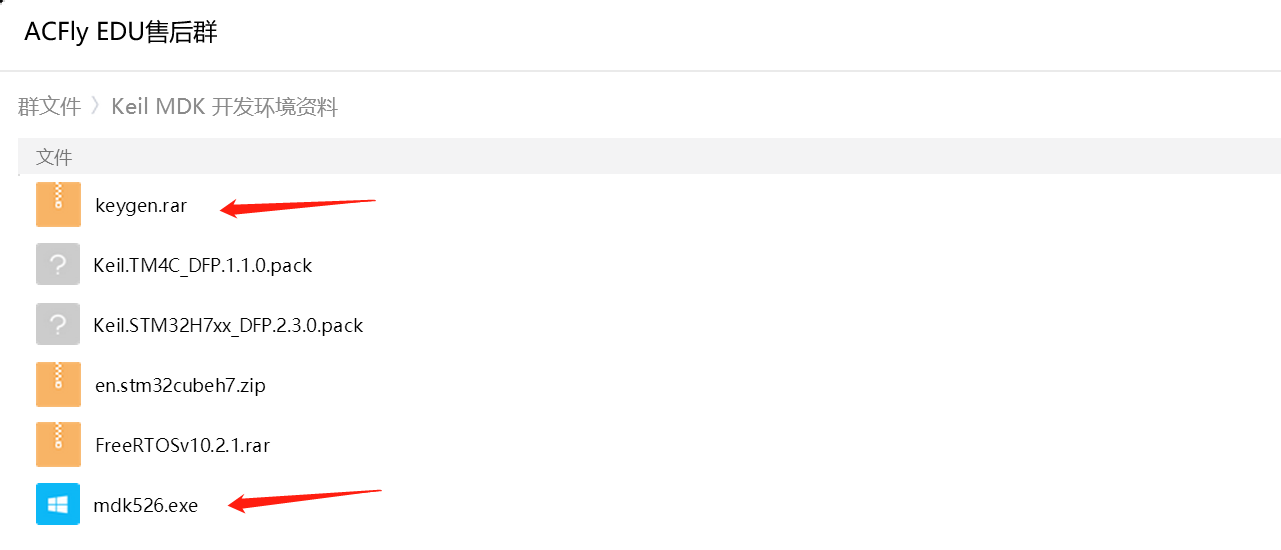 ACFly EDU售后群
群文件 〉Keil MDK 开发环境资料
文件
keygen.rar
Keil.TM4C_DFP.1.1.0.pack
Keil.STM32H7xx_DFP.2.3.0.pack
en.stm32cubeh7.zip
FreeRTOSv10.2.1.rar
mdk526.exe